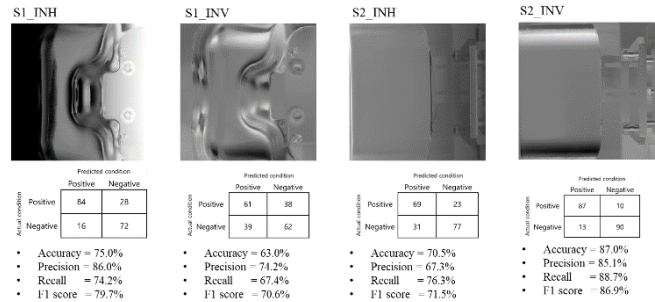 S1_INH
S1_INV
S2_INH
S2_INV
Predicted condition
Positive Negative
Actual condition
Positive 84 28
Negative 16 72
Predicted condition
Positive Negative
Actual condition
Positive 61 38
Negative 39 62
Predicted condition
Positive Negative
Actual condition
Positive 69 23
Negative 31 77
Predicted condition
Positive Negative
Actual condition
Positive 87 10
Negative 13 90
• Accuracy = 75.0%
• Precision = 86.0%
• Recall = 74.2%
• F1 score = 79.7%
• Accuracy = 63.0%
• Precision = 74.2%
• Recall = 67.4%
• F1 score = 70.6%
• Accuracy = 70.5%
• Precision = 67.3%
• Recall = 76.3%
• F1 score = 71.5%
• Accuracy = 87.0%
• Precision = 85.1%
• Recall = 88.7%
• F1 score = 86.9%